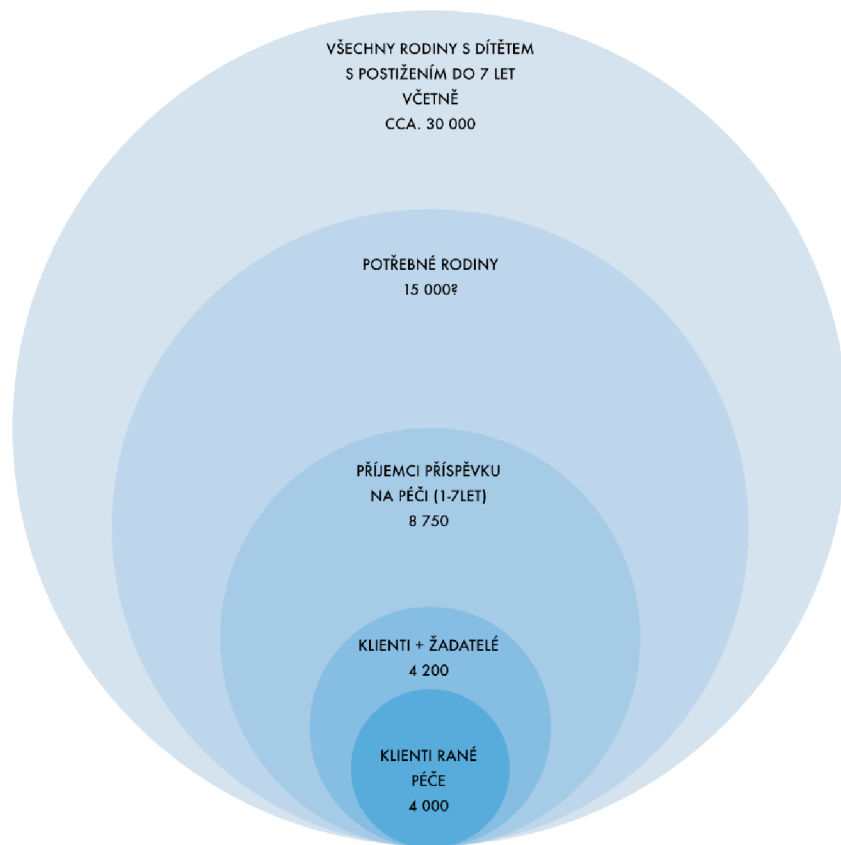 VŠECHNY RODINY S DÍTĚTEM
S POSTIŽENÍM DO 7 LET
VČETNĚ
CCA. 30 000
POTŘEBNÉ RODINY
15 000?
PŘÍJEMCI PŘÍSPĚVKU
NA PÉČI (1-7LET)
8 750
KLIENTI + ŽADATELÉ
4 200
KLIENTI RANÉ
PÉČE
4 000